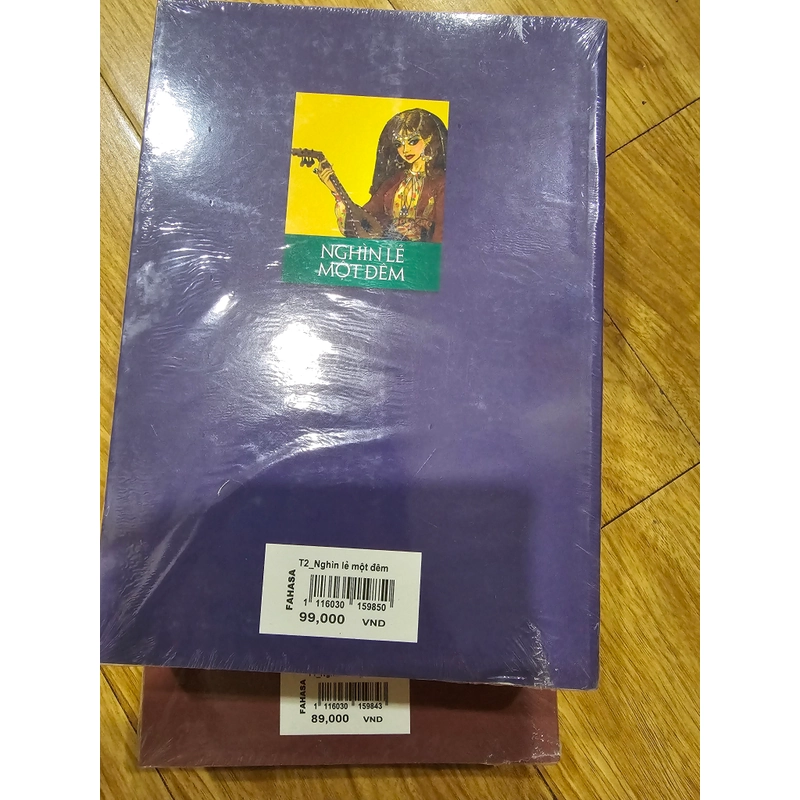 NGHÌN LẺ
MỘT ĐÊM
T2_Nghìn lẻ một đêm
FAHASA
1 116030 159850
99,000 VND
FAHASA
1 116030 159843
89,000 VND